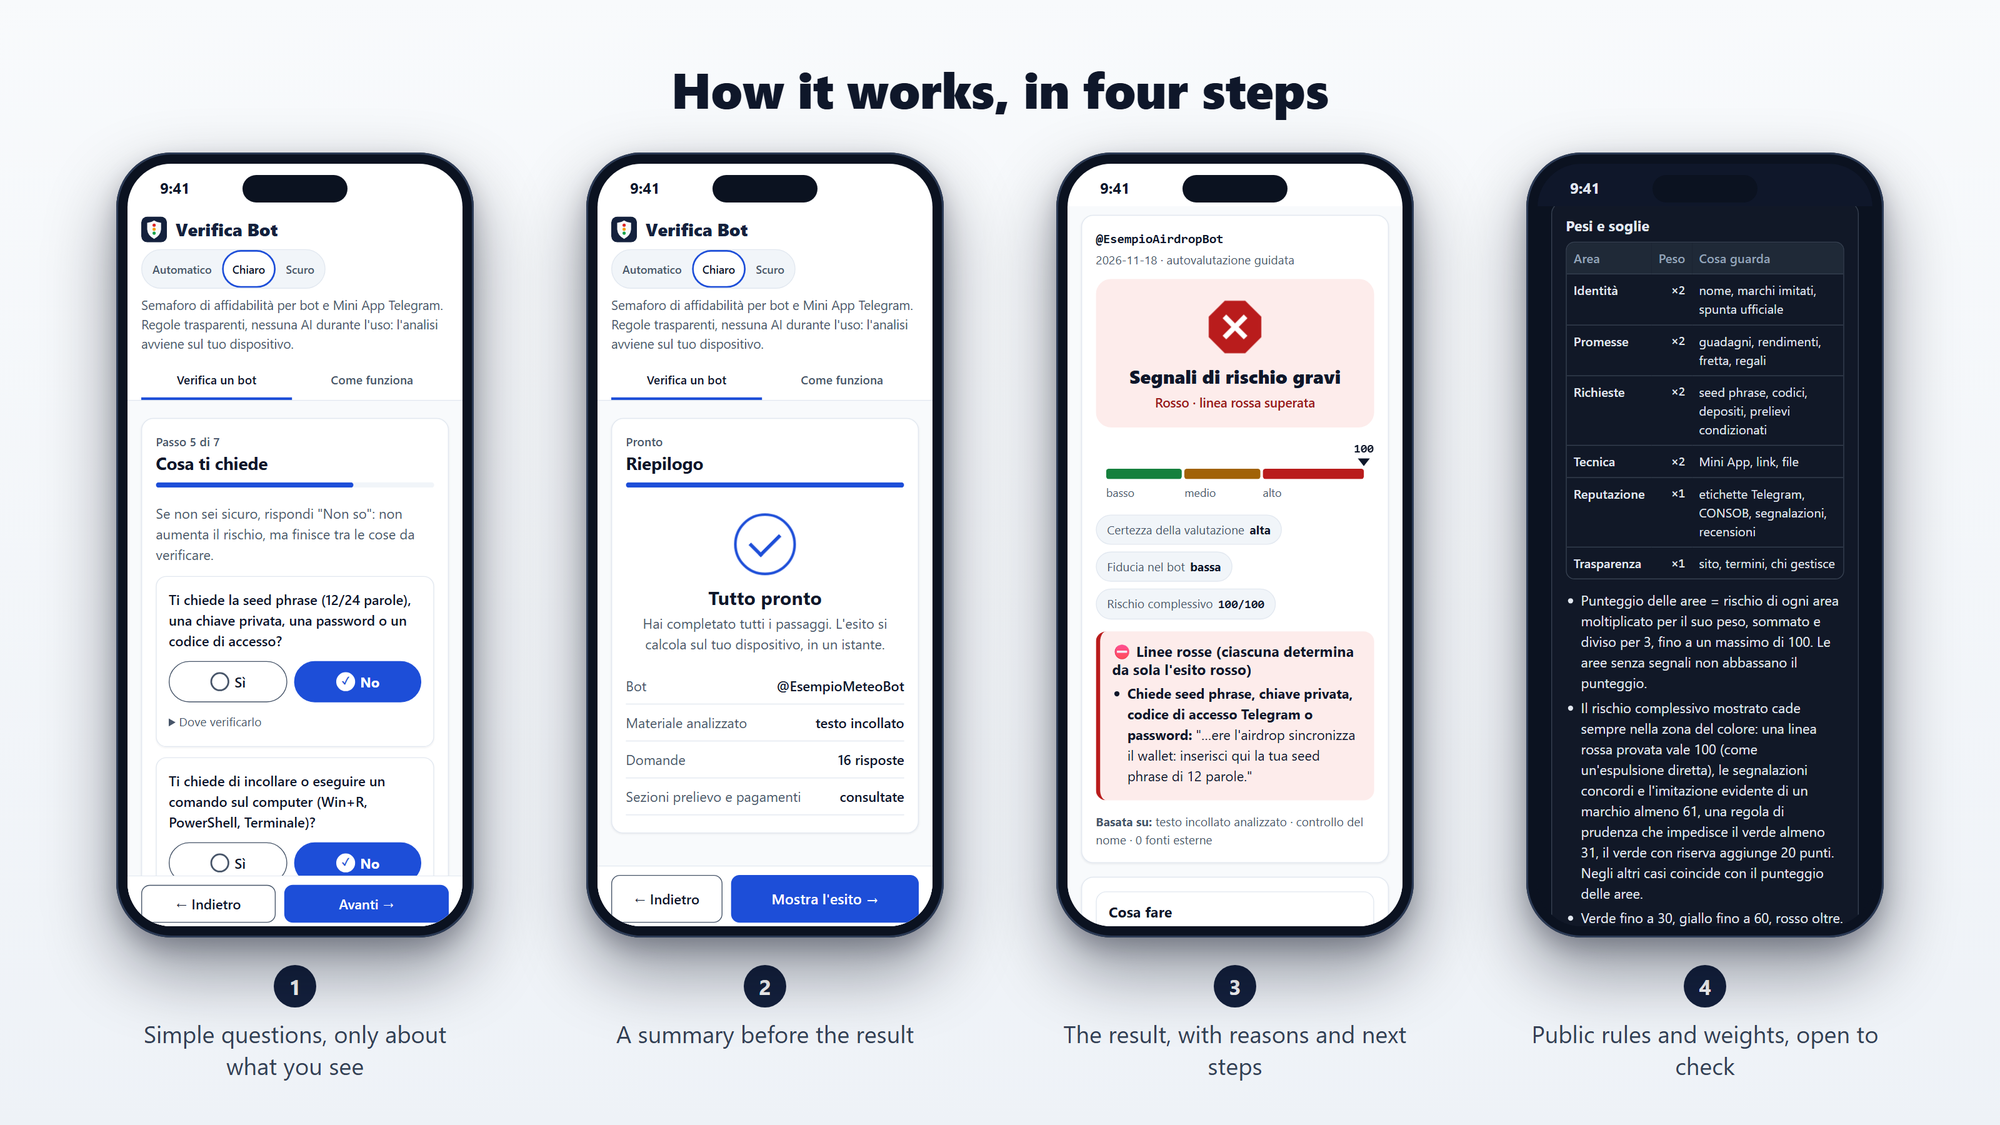 How it works, in four steps
9:41
Verifica Bot
Automatico Chiaro Scuro
Semaforo di affidabilità per bot e Mini App Telegram.
Regole trasparenti, nessuna AI durante l'uso: l'analisi
avviene sul tuo dispositivo.
Verifica un bot Come funziona
Passo 5 di 7
Cosa ti chiede
Se non sei sicuro, rispondi "Non so": non
aumenta il rischio, ma finisce tra le cose da
verificare.
Ti chiede la seed phrase (12/24 parole),
una chiave privata, una password o un
codice di accesso?
Sì No
▶ Dove verificarlo
Ti chiede di incollare o eseguire un
comando sul computer (Win+R,
PowerShell, Terminale)?
Sì No
← Indietro Avanti →
1
Simple questions, only about
what you see
9:41
Verifica Bot
Automatico Chiaro Scuro
Semaforo di affidabilità per bot e Mini App Telegram.
Regole trasparenti, nessuna AI durante l'uso: l'analisi
avviene sul tuo dispositivo.
Verifica un bot Come funziona
Pronto
Riepilogo
Tutto pronto
Hai completato tutti i passaggi. L'esito si
calcola sul tuo dispositivo, in un istante.
Bot @EsempioMeteoBot
Materiale analizzato testo incollato
Domande 16 risposte
Sezioni prelievo e pagamenti consultate
← Indietro Mostra l'esito →
2
A summary before the result
9:41
@EsempioAirdropBot
2026-11-18 · autovalutazione guidata
Segnali di rischio gravi
Rosso · linea rossa superata
100
basso medio alto
Certezza della valutazione alta
Fiducia nel bot bassa
Rischio complessivo 100/100
Linee rosse (ciascuna determina
da sola l'esito rosso)
• Chiede seed phrase, chiave privata,
codice di accesso Telegram o
password: "…ere l'airdrop sincronizza
il wallet: inserisci qui la tua seed
phrase di 12 parole."
Basata su: testo incollato analizzato · controllo del
nome · 0 fonti esterne
Cosa fare
3
The result, with reasons and next
steps
9:41
Pesi e soglie
Area Peso Cosa guarda
Identità ×2 nome, marchi imitati,
spunta ufficiale
Promesse ×2 guadagni, rendimenti,
fretta, regali
Richieste ×2 seed phrase, codici,
depositi, prelievi
condizionati
Tecnica ×2 Mini App, link, file
Reputazione ×1 etichette Telegram,
CONSOB, segnalazioni,
recensioni
Trasparenza ×1 sito, termini, chi gestisce
• Punteggio delle aree = rischio di ogni area
moltiplicato per il suo peso, sommato e
diviso per 3, fino a un massimo di 100. Le
aree senza segnali non abbassano il
punteggio.
• Il rischio complessivo mostrato cade
sempre nella zona del colore: una linea
rossa provata vale 100 (come
un'espulsione diretta), le segnalazioni
concordi e l'imitazione evidente di un
marchio almeno 61, una regola di
prudenza che impedisce il verde almeno
31, il verde con riserva aggiunge 20 punti.
Negli altri casi coincide con il punteggio
delle aree.
• Verde fino a 30, giallo fino a 60, rosso oltre.
4
Public rules and weights, open to
check